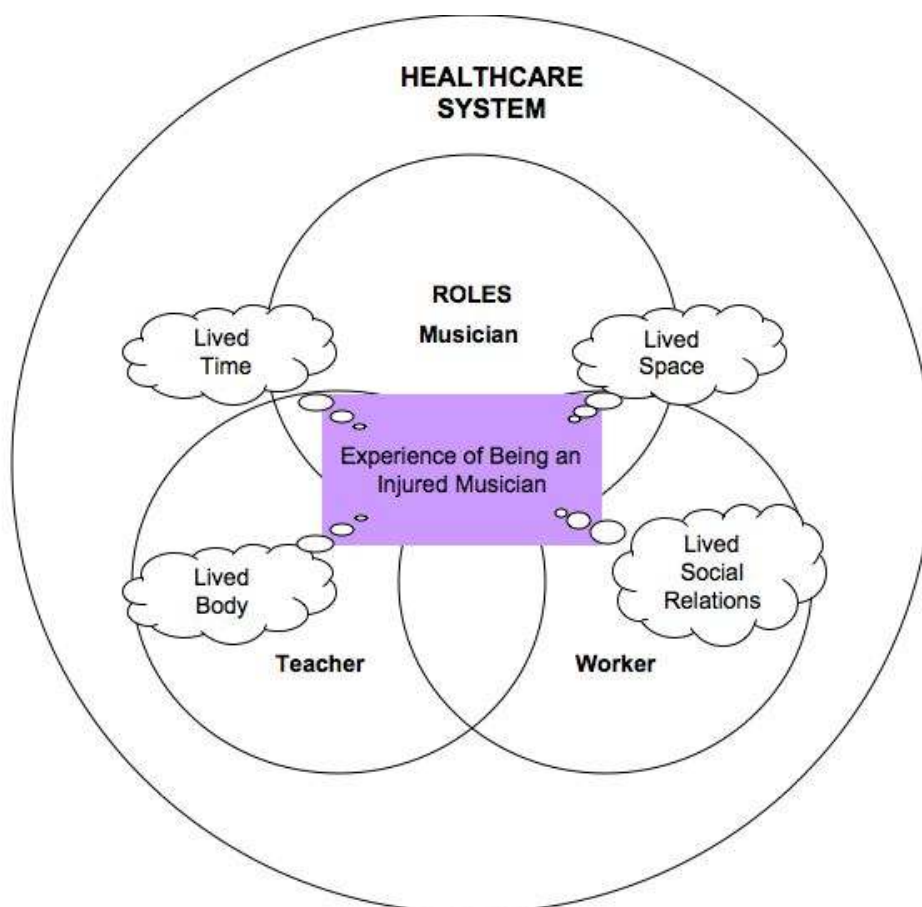 HEALTHCARE
SYSTEM
ROLES
Musician
Lived
Time
Lived
Space
Experience of Being an
Injured Musician
Lived
Body
Lived
Social
Relations
Teacher
Worker